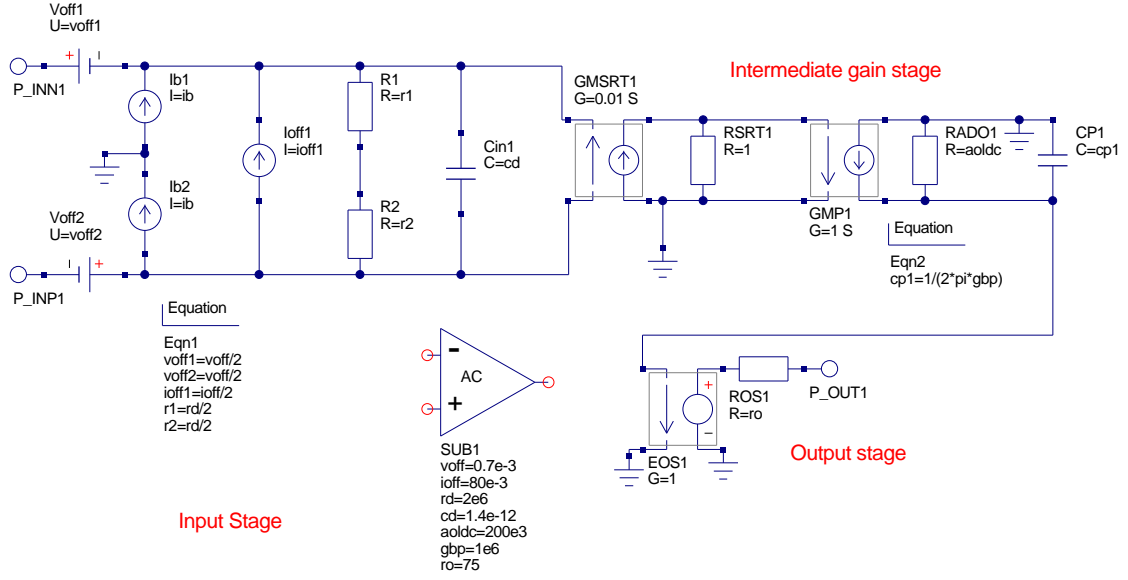 Voff1
U=voff1
+
-
P_INN1
Ib1
I=ib
Ioff1
I=ioff1
R1
R=r1
Cin1
C=cd
GMSRT1
G=0.01 S
Intermediate gain stage
RSRT1
R=1
RADO1
R=aoldc
CP1
C=cp1
Ib2
I=ib
R2
R=r2
Voff2
U=voff2
-
+
P_INP1
GMP1
G=1 S
Equation
Eqn2
cp1=1/(2*pi*gbp)
Equation
Eqn1
voff1=voff/2
voff2=voff/2
ioff1=ioff/2
r1=rd/2
r2=rd/2
-
AC
+
SUB1
voff=0.7e-3
ioff=80e-3
rd=2e6
cd=1.4e-12
aoldc=200e3
gbp=1e6
ro=75
+
-
EOS1
G=1
ROS1
R=ro
P_OUT1
Output stage
Input Stage